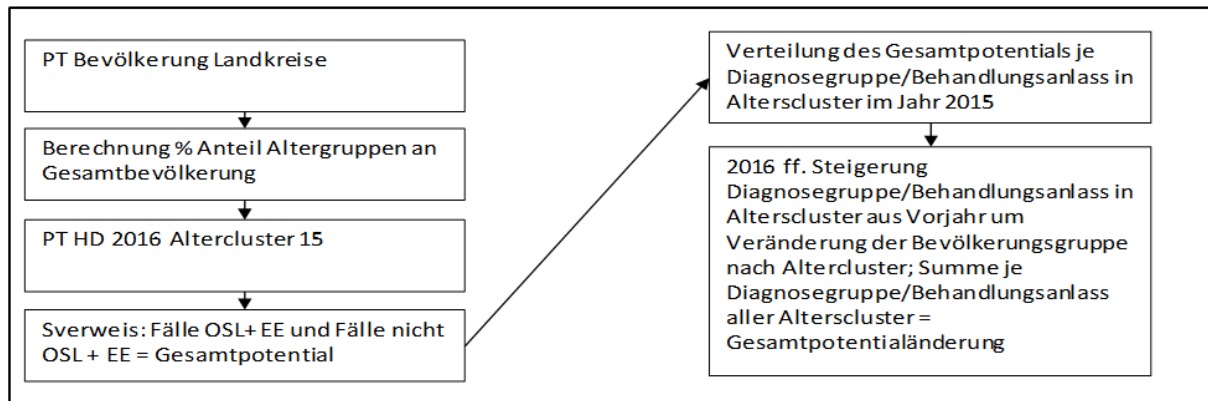 PT Bevölkerung Landkreise
Berechnung % Anteil Altergruppen an
Gesamtbevölkerung
PT HD 2016 Altercluster 15
Sverweis: Fälle OSL+ EE und Fälle nicht
OSL + EE = Gesamtpotential
Verteilung des Gesamtpotentials je
Diagnosegruppe/Behandlungsanlass in
Alterscluster im Jahr 2015
2016 ff. Steigerung
Diagnosegruppe/Behandlungsanlass in
Alterscluster aus Vorjahr um
Veränderung der Bevölkerungsgruppe
nach Altercluster; Summe je
Diagnosegruppe/Behandlungsanlass
aller Alterscluster =
Gesamtpotentialänderung